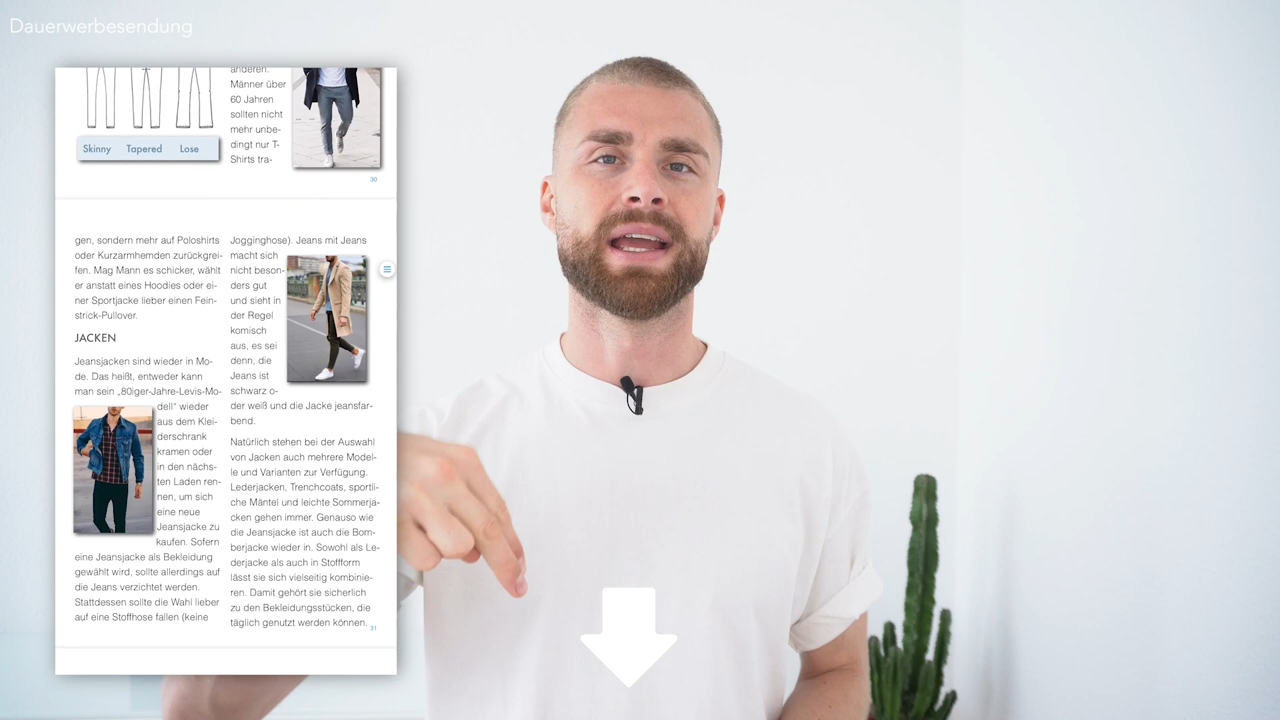 Dauerwerbesendung
Skinny Tapered Lose
anderen.
Männer über
60 Jahren
sollten nicht
mehr unbe-
dingt nur T-
Shirts tra-
30
gen, sondern mehr auf Poloshirts
oder Kurzarmhemden zurückgrei-
fen. Mag Mann es schicker, wählt
er anstatt eines Hoodies oder ei-
ner Sportjacke lieber einen Fein-
strick-Pullover.
JACKEN
Jeansjacken sind wieder in Mo-
de. Das heißt, entweder kann
man sein „80iger-Jahre-Levis-Mo-
dell“ wieder
aus dem Klei-
derschrank
kramen oder
in den nächs-
ten Laden ren-
nen, um sich
eine neue
Jeansjacke zu
kaufen. Sofern
eine Jeansjacke als Bekleidung
gewählt wird, sollte allerdings auf
die Jeans verzichtet werden.
Stattdessen sollte die Wahl lieber
auf eine Stoffhose fallen (keine
Jogginghose). Jeans mit Jeans
macht sich
nicht beson-
ders gut
und sieht in
der Regel
komisch
aus, es sei
denn, die
Jeans ist
schwarz o-
der weiß und die Jacke jeansfar-
bend.
Natürlich stehen bei der Auswahl
von Jacken auch mehrere Model-
le und Varianten zur Verfügung.
Lederjacken, Trenchcoats, sportli-
che Mäntel und leichte Sommerja-
cken gehen immer. Genauso wie
die Jeansjacke ist auch die Bom-
berjacke wieder in. Sowohl als Le-
derjacke als auch in Stoffform
lässt sie sich vielseitig kombinie-
ren. Damit gehört sie sicherlich
zu den Bekleidungsstücken, die
täglich genutzt werden können.
31